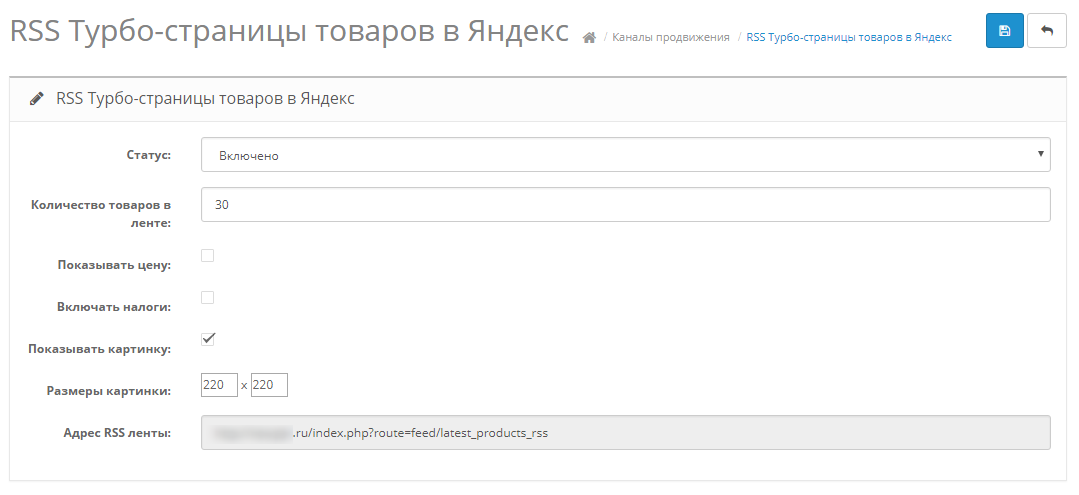 RSS Турбо-страницы товаров в Яндекс / Каналы продвижения / RSS Турбо-страницы товаров в Яндекс
RSS Турбо-страницы товаров в Яндекс
Статус: Включено
Количество товаров в
ленте: 30
Показывать цену:
Включать налоги:
Показывать картинку:
Размеры картинки: 220 x 220
Адрес RSS ленты: .ru/index.php?route=feed/latest_products_rss